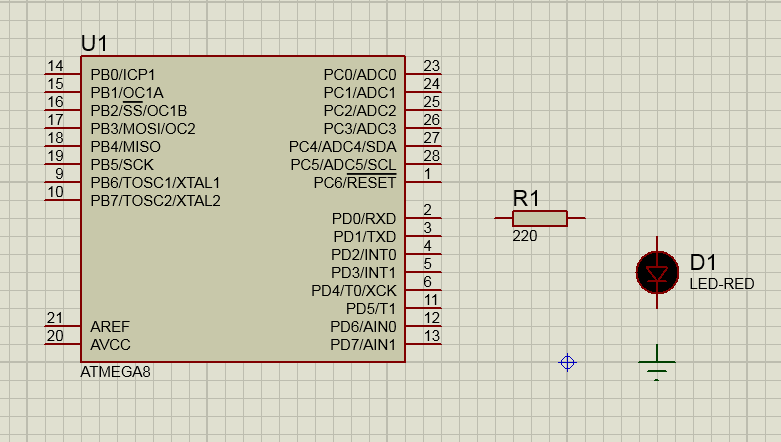 U1
14 PB0/ICP1 PC0/ADC0 23
15 PB1/OC1A PC1/ADC1 24
16 PB2/SS/OC1B PC2/ADC2 25
17 PB3/MOSI/OC2 PC3/ADC3 26
18 PB4/MISO PC4/ADC4/SDA 27
19 PB5/SCK PC5/ADC5/SCL 28
9 PB6/TOSC1/XTAL1 PC6/RESET 1
10 PB7/TOSC2/XTAL2
PD0/RXD 2
PD1/TXD 3
PD2/INT0 4
PD3/INT1 5
PD4/T0/XCK 6
PD5/T1 11
21 AREF PD6/AIN0 12
20 AVCC PD7/AIN1 13
ATMEGA8
R1
220
D1
LED-RED